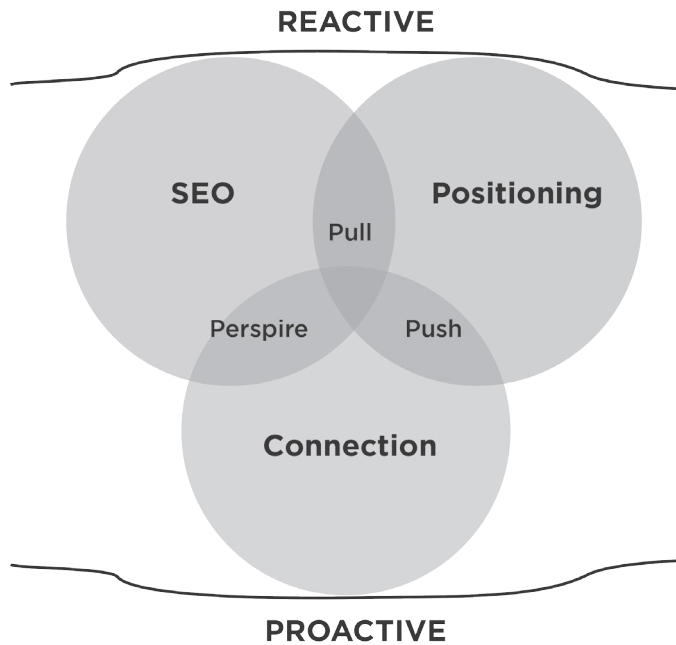 REACTIVE
SEO
Positioning
Pull
Perspire
Push
Connection
PROACTIVE